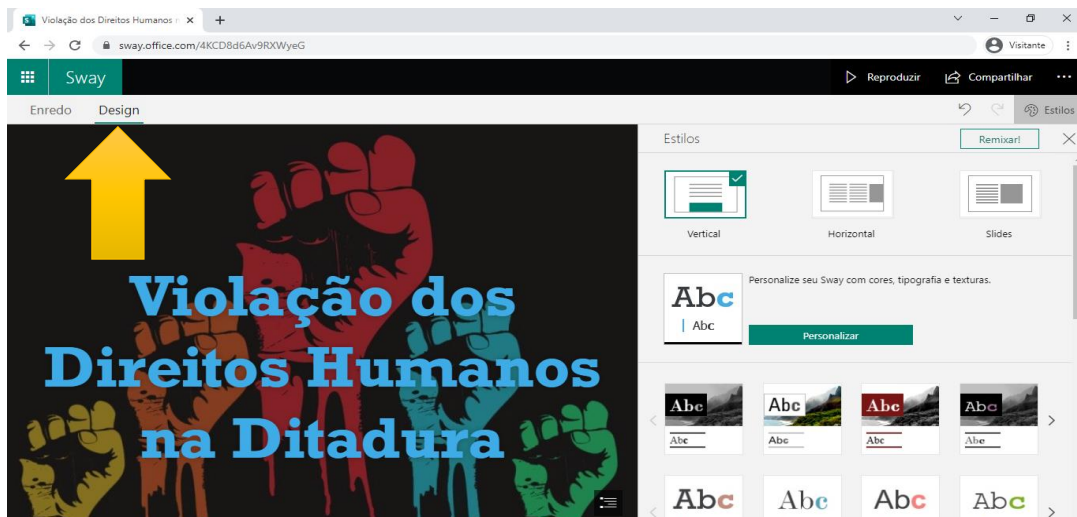 Violação dos Direitos Humanos n
sway.office.com/4KCD8d6Av9RXWyeG
Visitante
Sway
Reproduzir
Compartilhar
Enredo
Design
Estilos
Estilos
Remixar!
Vertical
Horizontal
Slides
Abc
Abc
Personalize seu Sway com cores, tipografia e texturas.
Personalizar
Violação dos
Direitos Humanos
na Ditadura
Abc
Abc
Abc
Abc
Abc
Abc
Abc
Abc
Abc
Abc
Abc
Abc